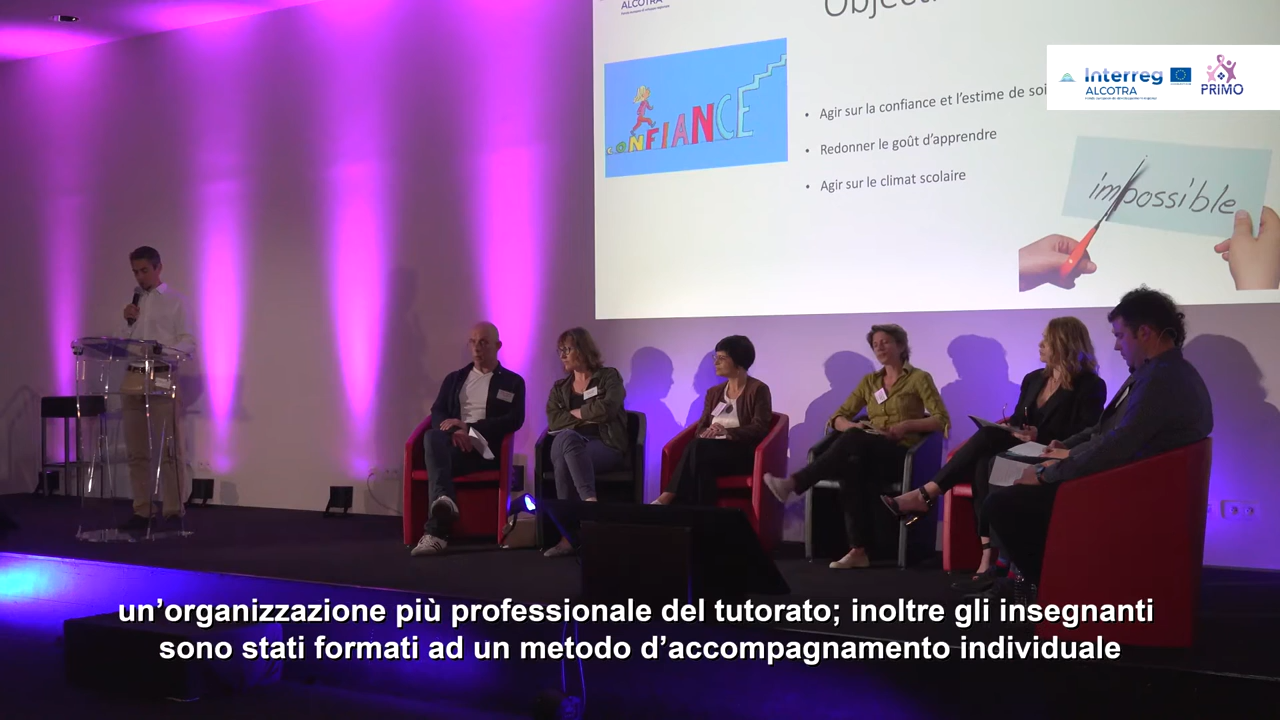 ALCOTRA
CONFIANCE
• Agir sur la confiance et l'estime de soi
• Redonner le goût d'apprendre
• Agir sur le climat scolaire
impossible
Interreg
ALCOTRA
PRIMO
un'organizzazione più professionale del tutorato; inoltre gli insegnanti
sono stati formati ad un metodo d'accompagnamento individuale